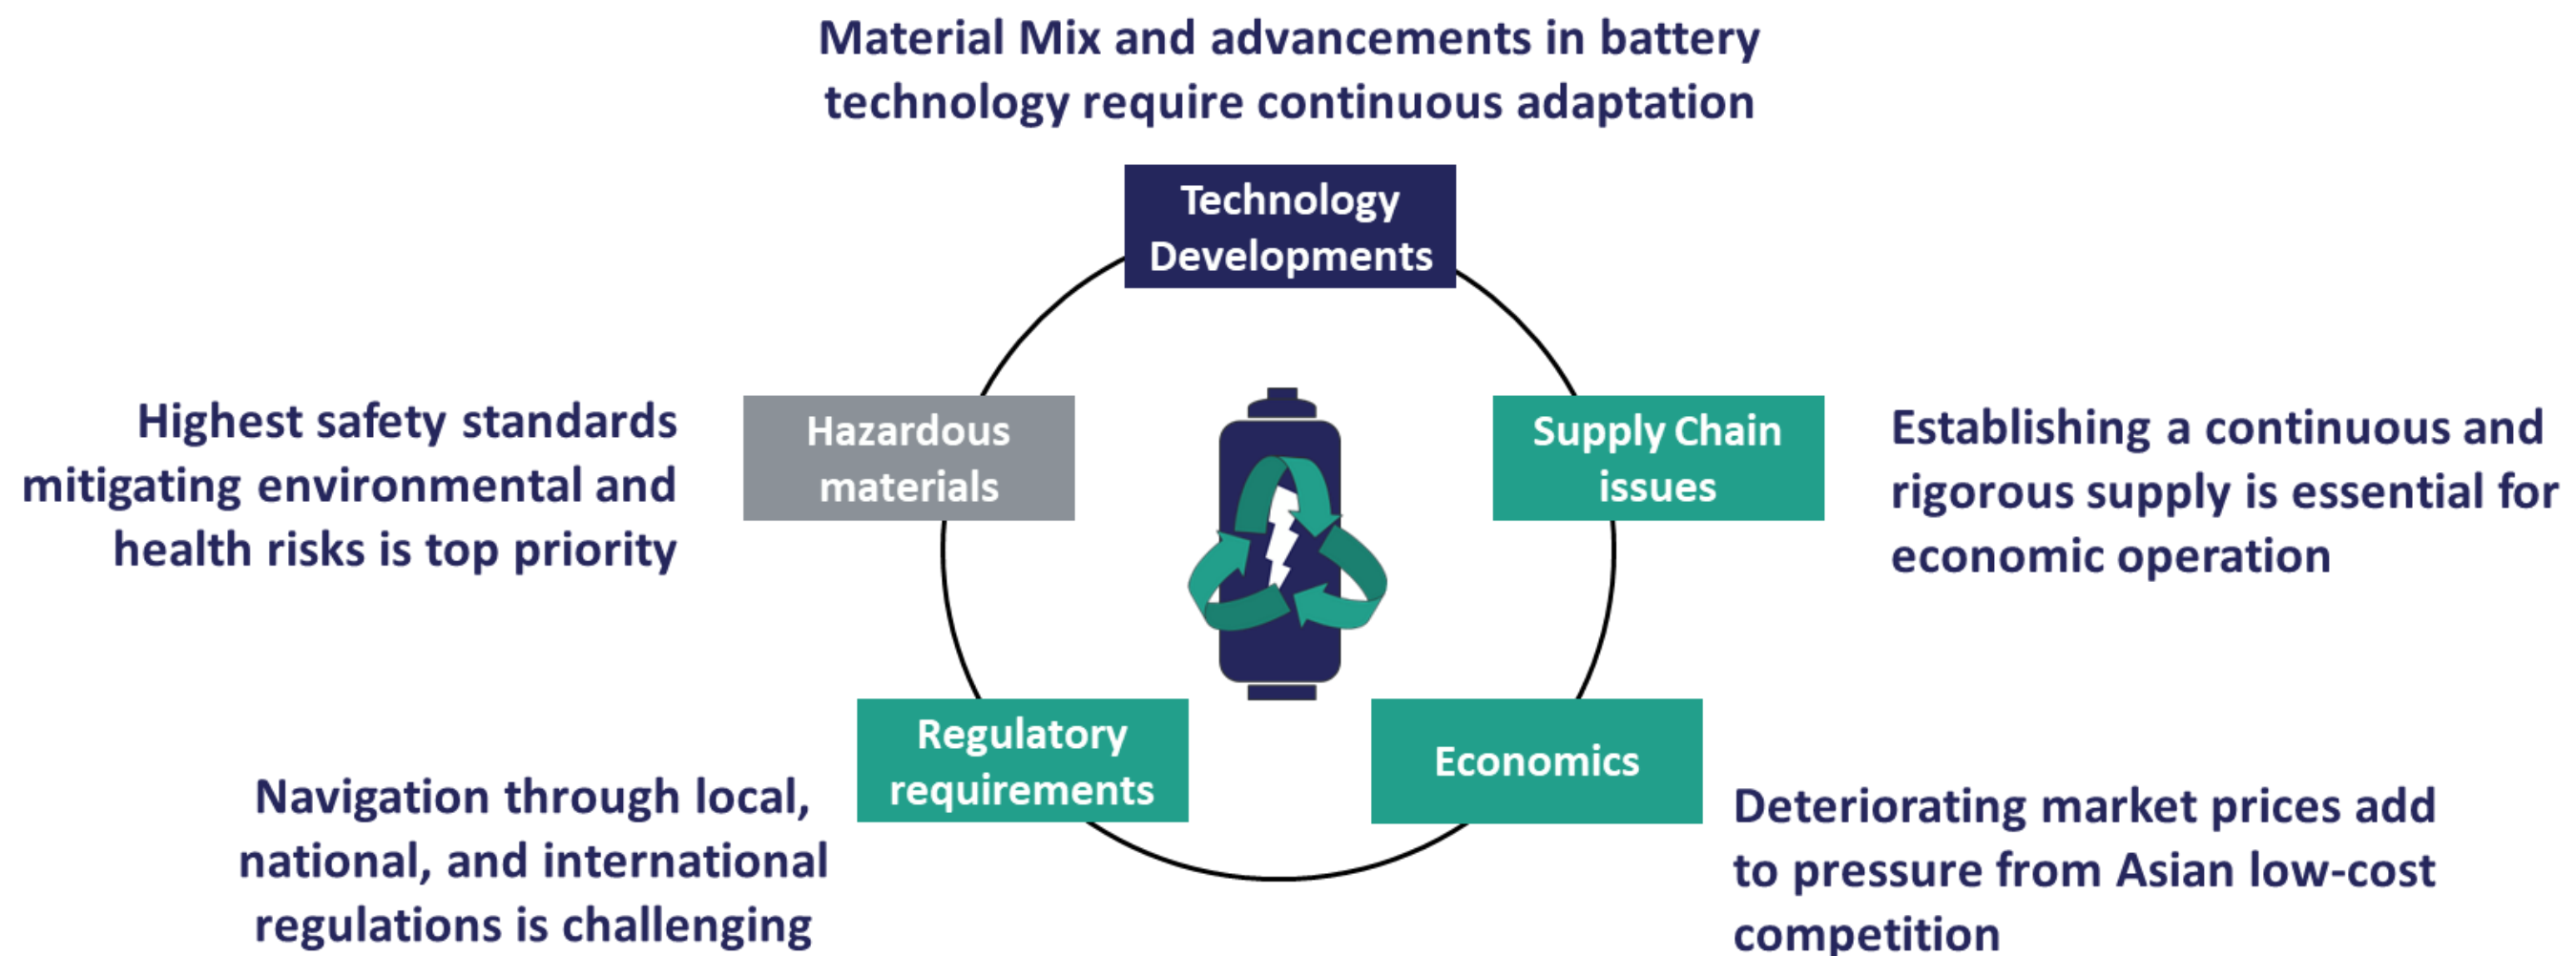 Material Mix and advancements in battery
technology require continuous adaptation
Technology
Developments
Highest safety standards
mitigating environmental and
health risks is top priority
Hazardous
materials
Supply Chain
issues
Establishing a continuous and
rigorous supply is essential for
economic operation
Regulatory
requirements
Economics
Navigation through local,
national, and international
regulations is challenging
Deteriorating market prices add
to pressure from Asian low-cost
competition